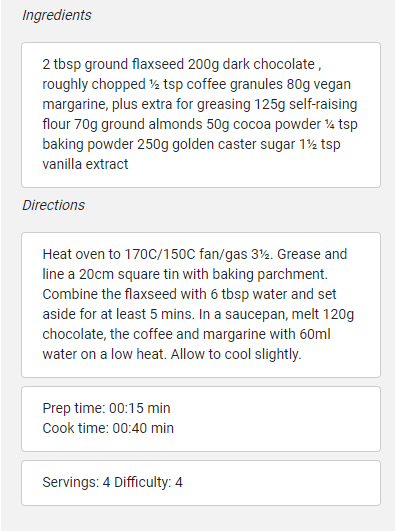 Ingredients
2 tbsp ground flaxseed 200g dark chocolate ,
roughly chopped ½ tsp coffee granules 80g vegan
margarine, plus extra for greasing 125g self-raising
flour 70g ground almonds 50g cocoa powder ¼ tsp
baking powder 250g golden caster sugar 1½ tsp
vanilla extract
Directions
Heat oven to 170C/150C fan/gas 3½. Grease and
line a 20cm square tin with baking parchment.
Combine the flaxseed with 6 tbsp water and set
aside for at least 5 mins. In a saucepan, melt 120g
chocolate, the coffee and margarine with 60ml
water on a low heat. Allow to cool slightly.
Prep time: 00:15 min
Cook time: 00:40 min
Servings: 4 Difficulty: 4